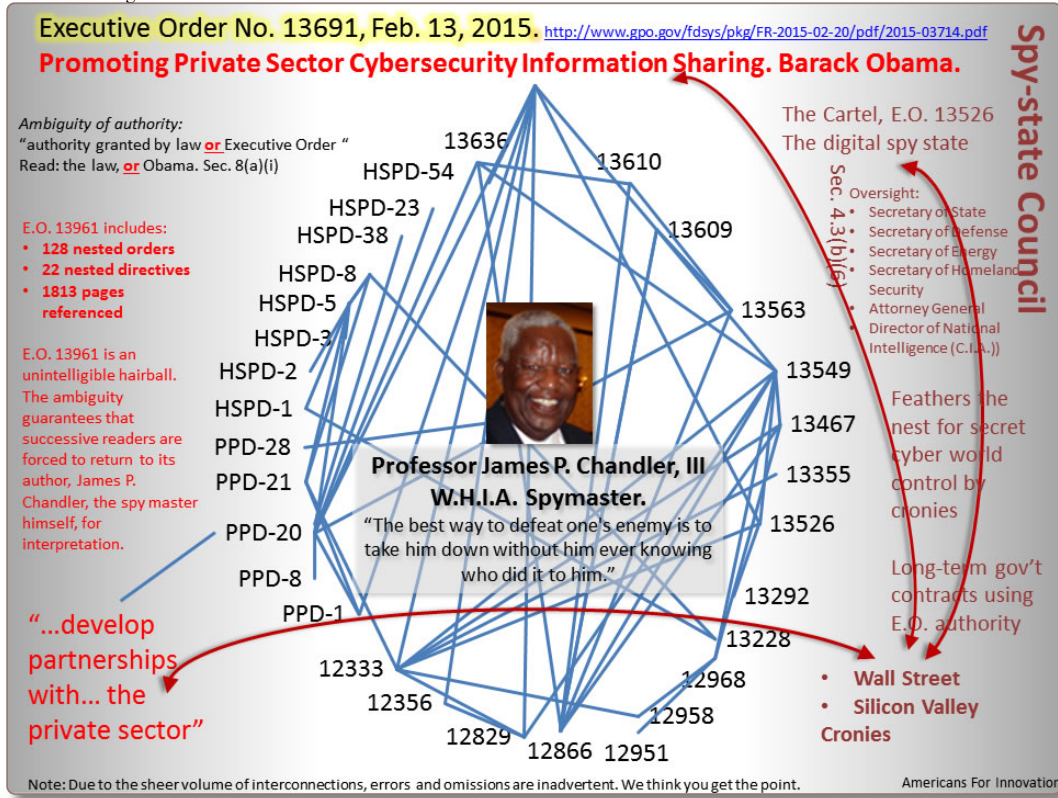 Executive Order No. 13691, Feb. 13, 2015. http://www.gpo.gov/fdsys/pkg/FR-2015-02-20/pdf/2015-03714.pdf
Promoting Private Sector Cybersecurity Information Sharing. Barack Obama.
Spy-state Council
Ambiguity of authority:
“authority granted by law or Executive Order “
Read: the law, or Obama. Sec. 8(a)(i)
E.O. 13961 includes:
• 128 nested orders
• 22 nested directives
• 1813 pages
referenced
E.O. 13961 is an
unintelligible hairball.
The ambiguity
guarantees that
successive readers are
forced to return to its
author, James P.
Chandler, the spy master
himself, for
interpretation.
“...develop
partnerships
with... the
private sector”
13636
HSPD-54
HSPD-23
HSPD-38
HSPD-8
HSPD-5
HSPD-3
HSPD-2
HSPD-1
PPD-28
PPD-21
PPD-20
PPD-8
PPD-1
12333
12356
12829
12866
12951
12958
12968
13228
13292
13526
13355
13467
13549
13563
13609
13610
Professor James P. Chandler, III
W.H.I.A. Spymaster.
“The best way to defeat one's enemy is to
take him down without him ever knowing
who did it to him.”
The Cartel, E.O. 13526
The digital spy state
Sec. 4.3(b)(6)
Oversight:
• Secretary of State
• Secretary of Defense
• Secretary of Energy
• Secretary of Homeland
Security
• Attorney General
• Director of National
Intelligence (C.I.A.))
Feathers the
nest for secret
cyber world
control by
cronies
Long-term gov’t
contracts using
E.O. authority
• Wall Street
• Silicon Valley
Cronies
Note: Due to the sheer volume of interconnections, errors and omissions are inadvertent. We think you get the point.
Americans For Innovation